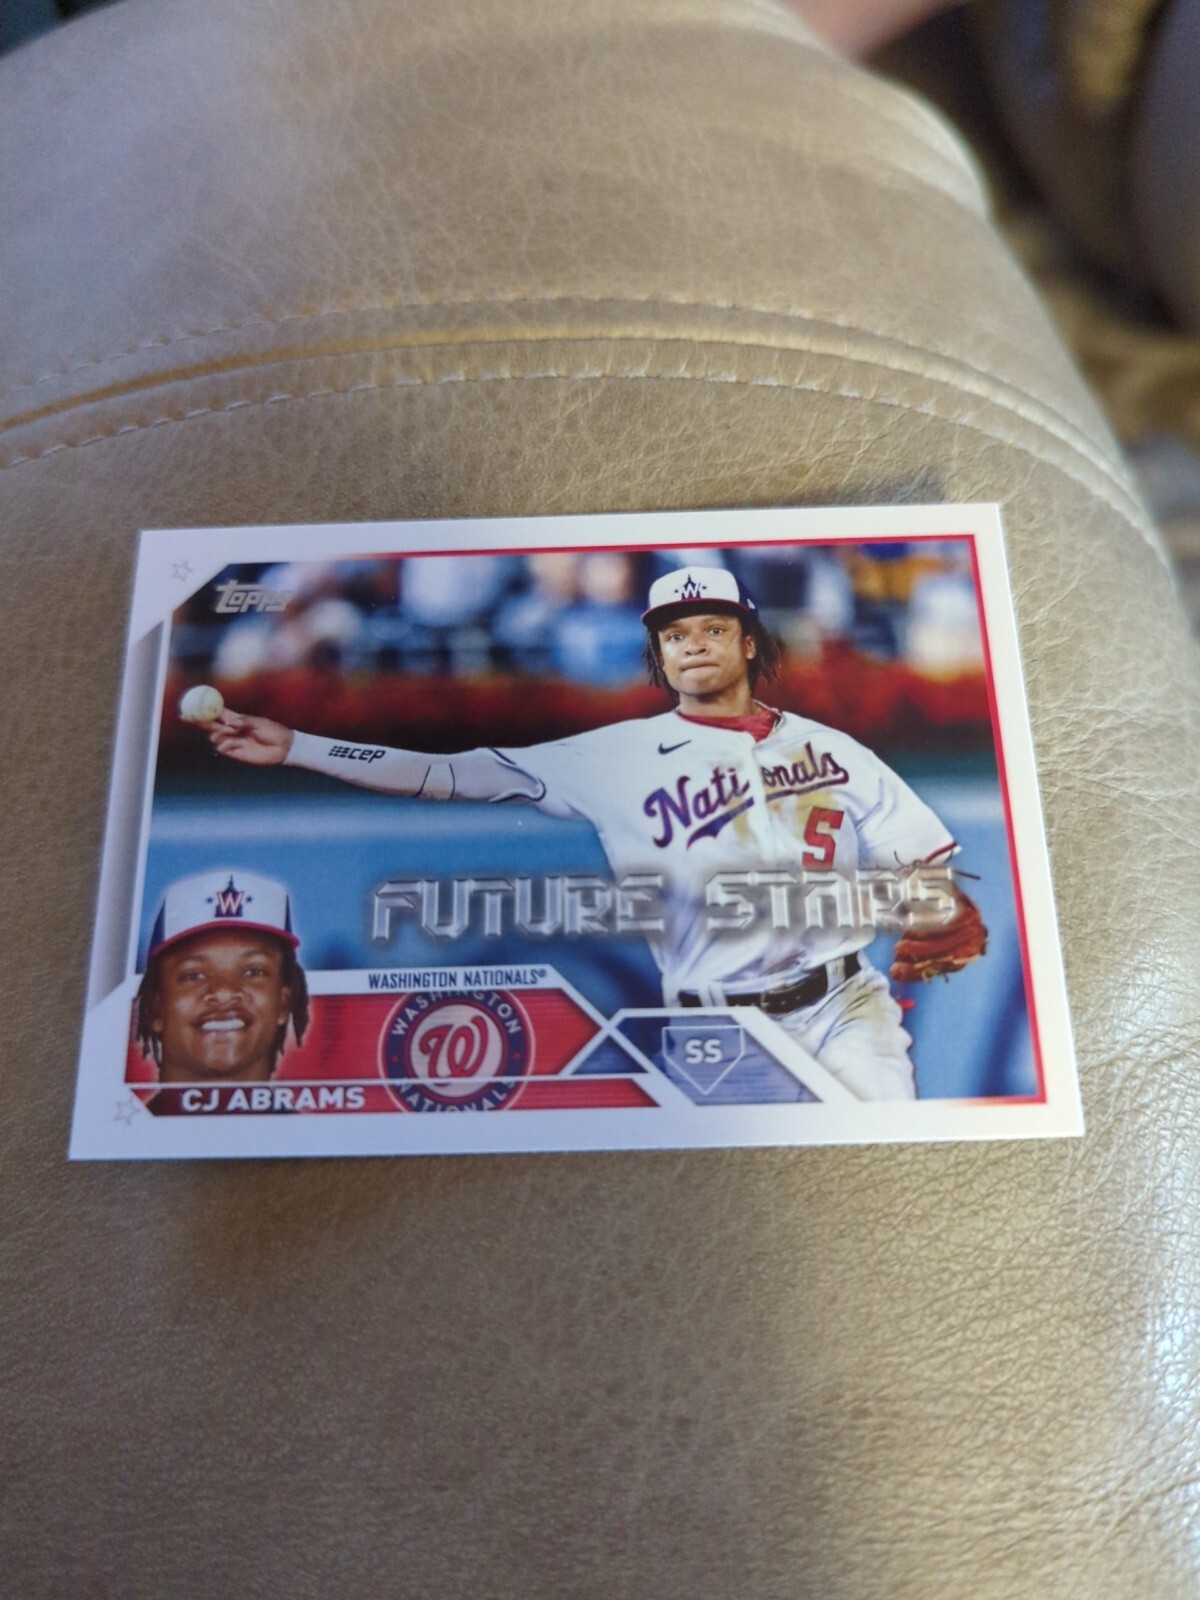 topps
W
cep
Nationals
5
FUTURE STARS
W
WASHINGTON NATIONALS®
WASHINGTON
W
NATIONALS
SS
CJ ABRAMS